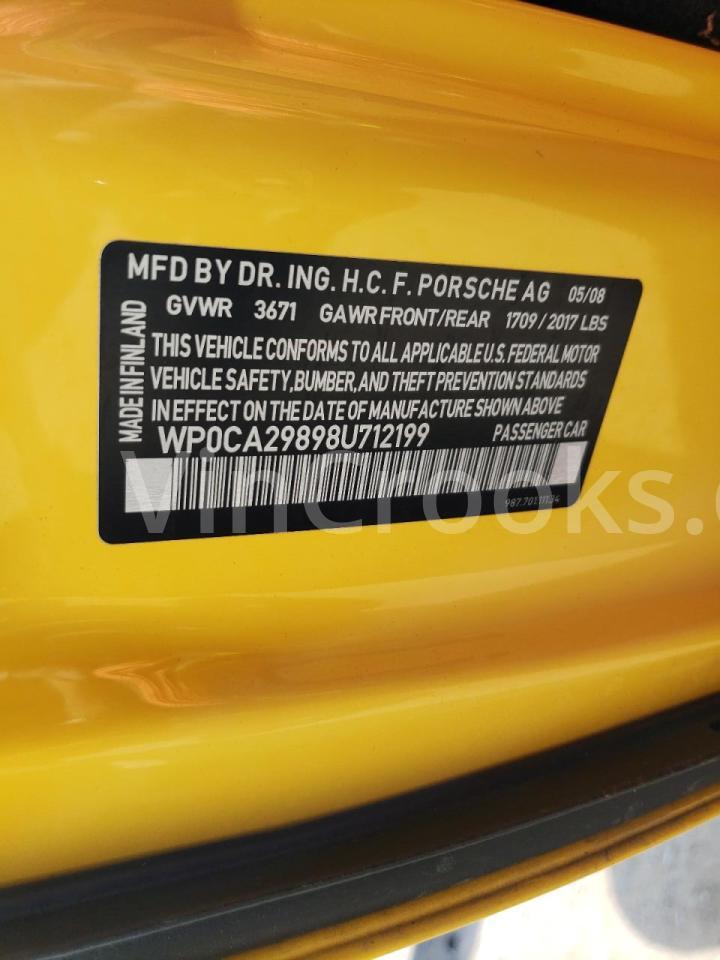 MFD BY DR. ING. H.C. F. PORSCHE AG 05/08
GVWR 3671 GAWR FRONT/REAR 1709 / 2017 LBS
THIS VEHICLE CONFORMS TO ALL APPLICABLE U.S. FEDERAL MOTOR
VEHICLE SAFETY, BUMBER, AND THEFT PREVENTION STANDARDS
IN EFFECT ON THE DATE OF MANUFACTURE SHOWN ABOVE
WP0CA29898U712199 PASSENGER CAR
MADE IN FINLAND
VinCrooks.